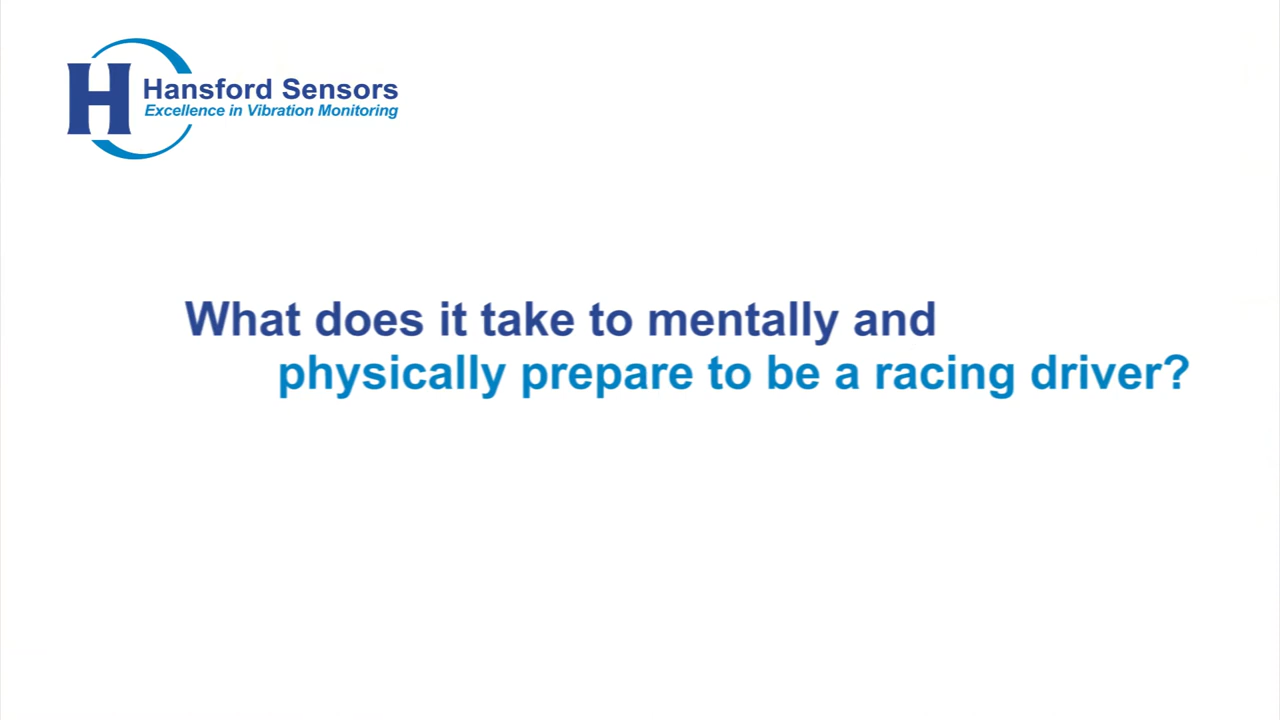 H
Hansford Sensors
Excellence in Vibration Monitoring
What does it take to mentally and
physically prepare to be a racing driver?